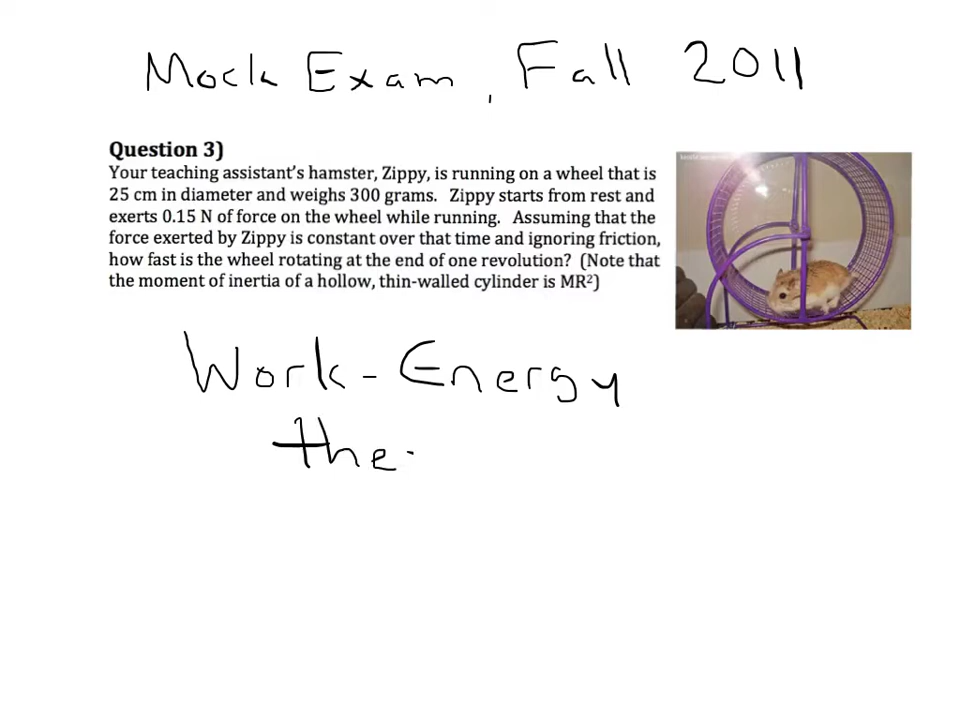 Mock Exam, Fall 2011
Question 3)
Your teaching assistant's hamster, Zippy, is running on a wheel that is
25 cm in diameter and weighs 300 grams. Zippy starts from rest and
exerts 0.15 N of force on the wheel while running. Assuming that the
force exerted by Zippy is constant over that time and ignoring friction,
how fast is the wheel rotating at the end of one revolution? (Note that
the moment of inertia of a hollow, thin-walled cylinder is MR²)
Work-Energy
the